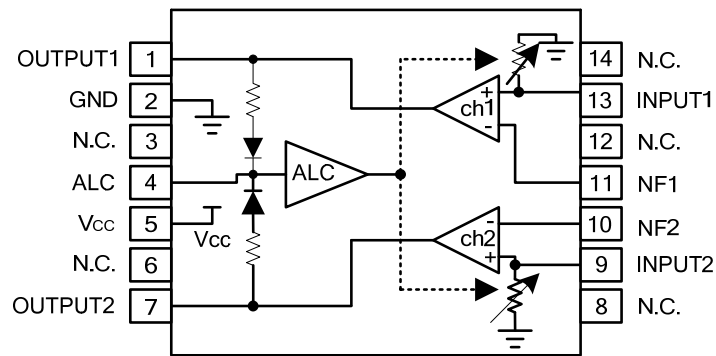 OUTPUT1 1
GND 2
N.C. 3
ALC 4
Vcc 5
N.C. 6
OUTPUT2 7
14 N.C.
13 INPUT1
12 N.C.
11 NF1
10 NF2
9 INPUT2
8 N.C.
Vcc
ALC
+
ch1
-
-
ch2
+